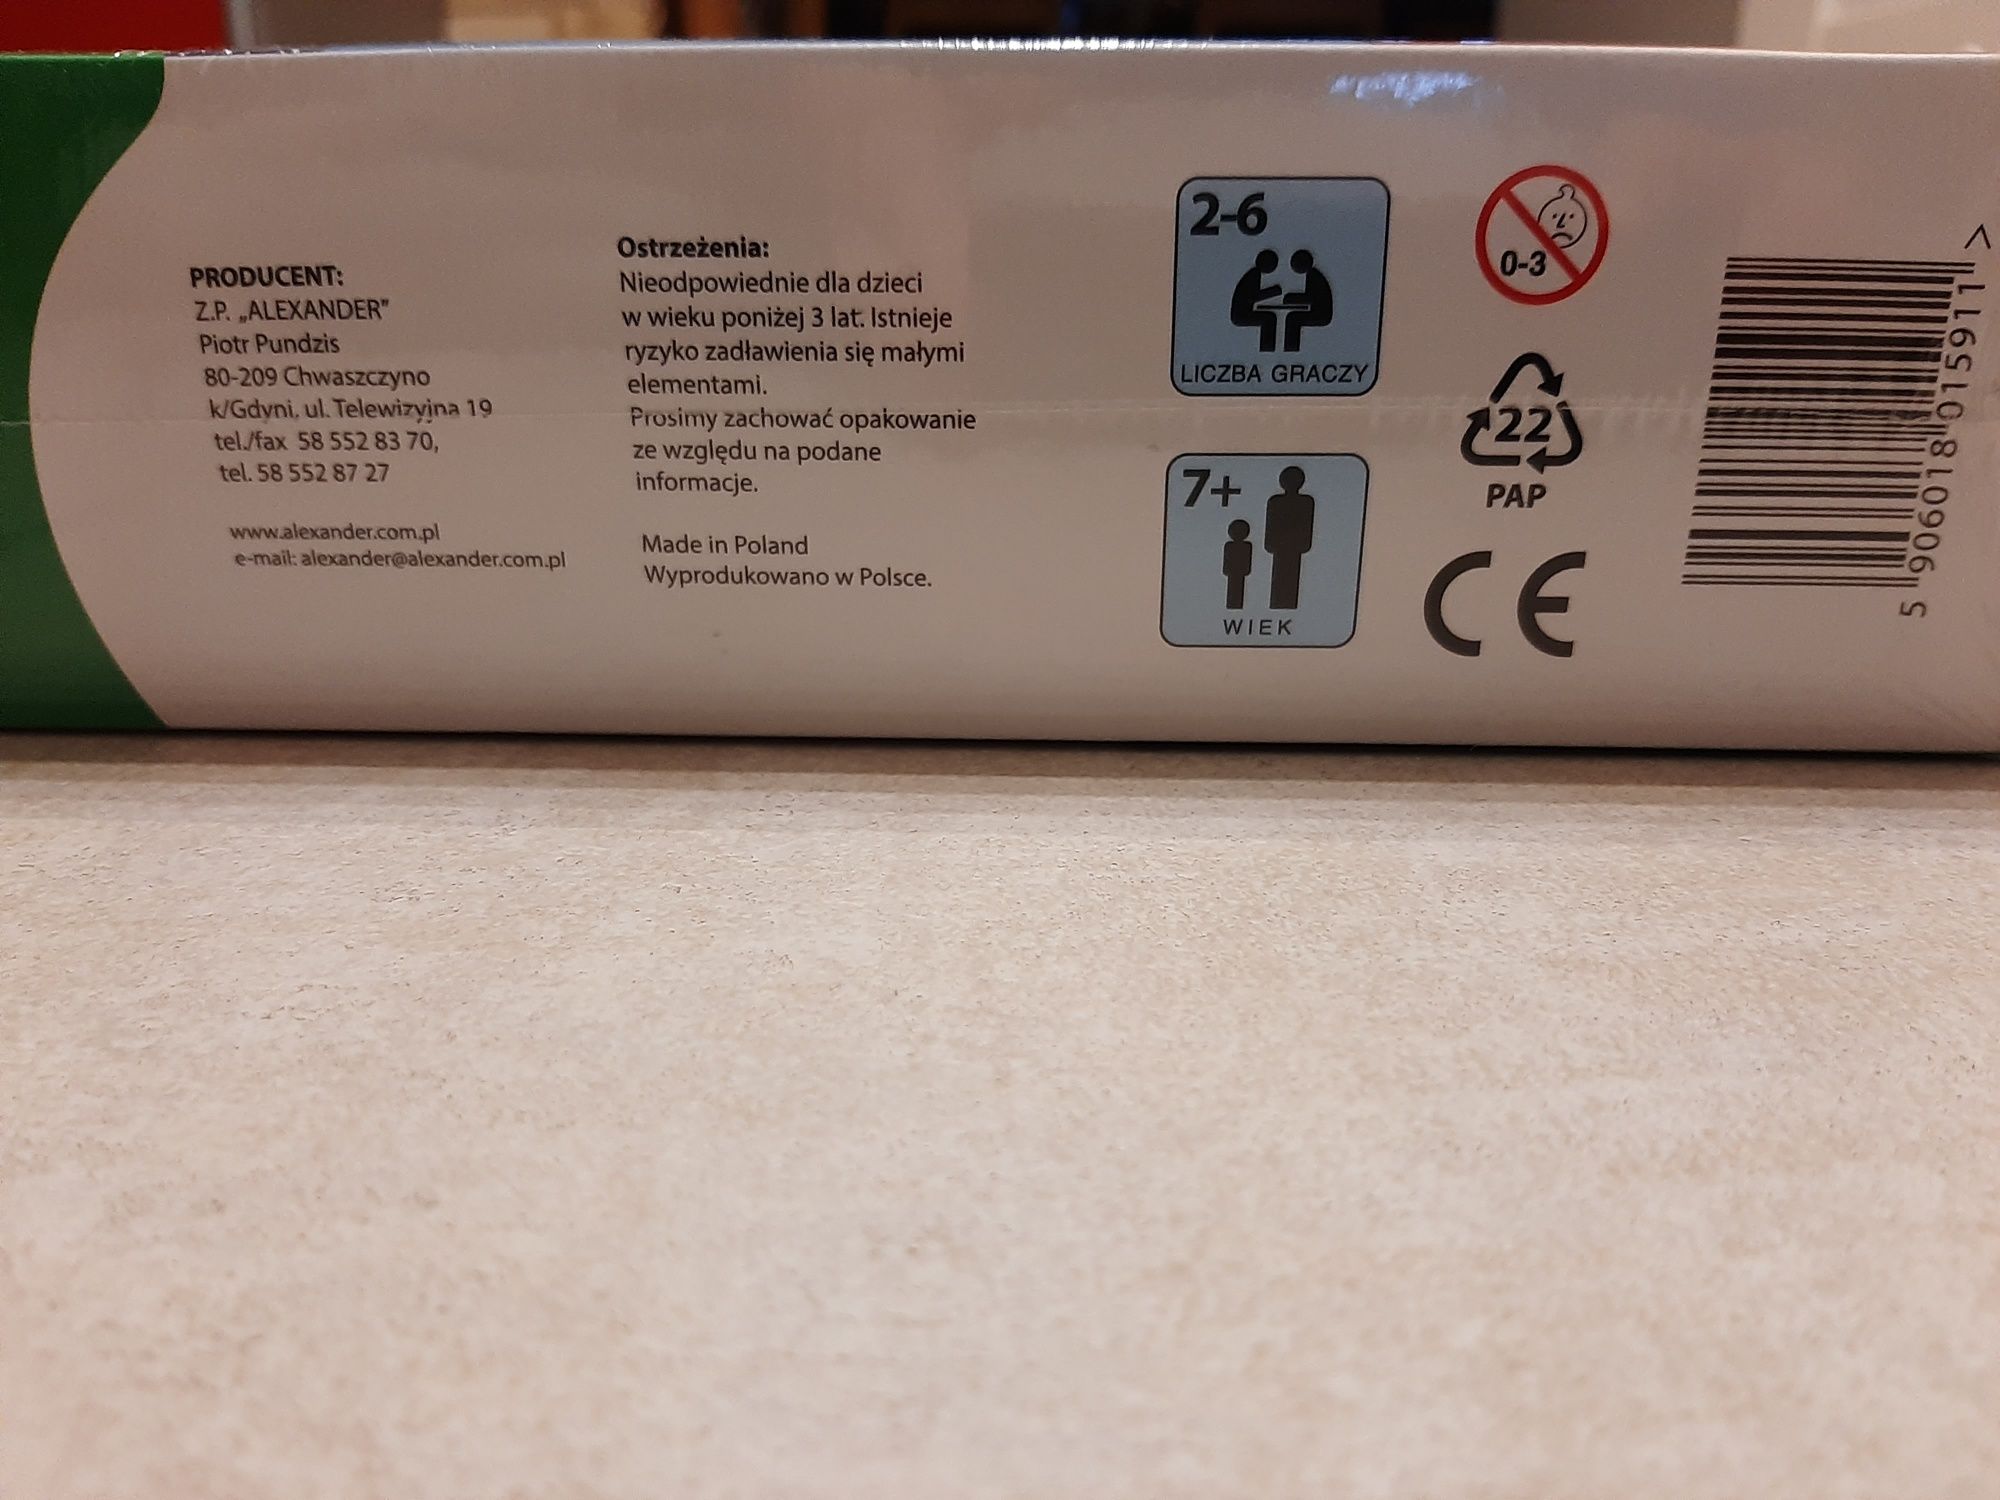 PRODUCENT:
Z.P. „ALEXANDER”
Piotr Pundzis
80-209 Chwaszczyno
k/Gdyni, ul. Telewizyjna 19
tel./fax 58 552 83 70,
tel. 58 552 87 27
www.alexander.com.pl
e-mail: alexander@alexander.com.pl
Ostrzeżenia:
Nieodpowiednie dla dzieci
w wieku poniżej 3 lat. Istnieje
ryzyko zadławienia się małymi
elementami.
Prosimy zachować opakowanie
ze względu na podane
informacje.
Made in Poland
Wyprodukowano w Polsce.
2-6
LICZBA GRACZY
7+
WIEK
0-3
22
PAP
CE
5 906018 015911 >